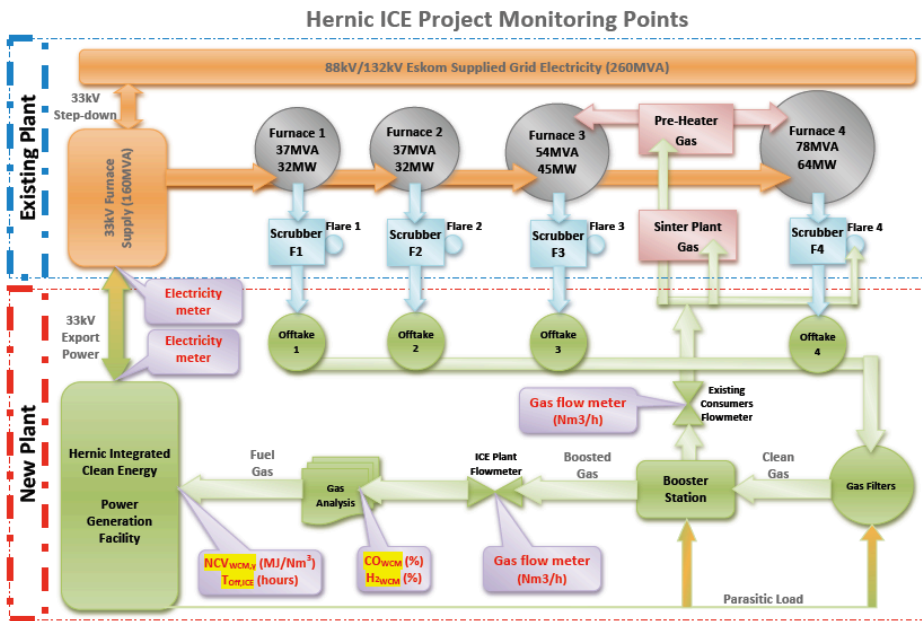 Hernic ICE Project Monitoring Points
Existing Plant
88kV/132kV Eskom Supplied Grid Electricity (260MVA)
33kV
Step-down
33kV Furnace
Supply (160MVA)
Furnace 1
37MVA
32MW
Furnace 2
37MVA
32MW
Furnace 3
54MVA
45MW
Pre-Heater
Gas
Furnace 4
78MVA
64MW
Scrubber
F1
Flare 1
Scrubber
F2
Flare 2
Scrubber
F3
Flare 3
Sinter Plant
Gas
Scrubber
F4
Flare 4
New Plant
Electricity
meter
33kV
Export
Power
Electricity
meter
Offtake
1
Offtake
2
Offtake
3
Offtake
4
Gas flow meter
(Nm3/h)
Existing
Consumers
Flowmeter
Hernic Integrated
Clean Energy
Power
Generation
Facility
Fuel
Gas
Gas
Analysis
ICE Plant
Flowmeter
Boosted
Gas
Booster
Station
Clean
Gas
Gas Filters
NCVWCM,y (MJ/Nm³)
TOff,ICE (hours)
COWCM (%)
H2WCM (%)
Gas flow meter
(Nm3/h)
Parasitic Load